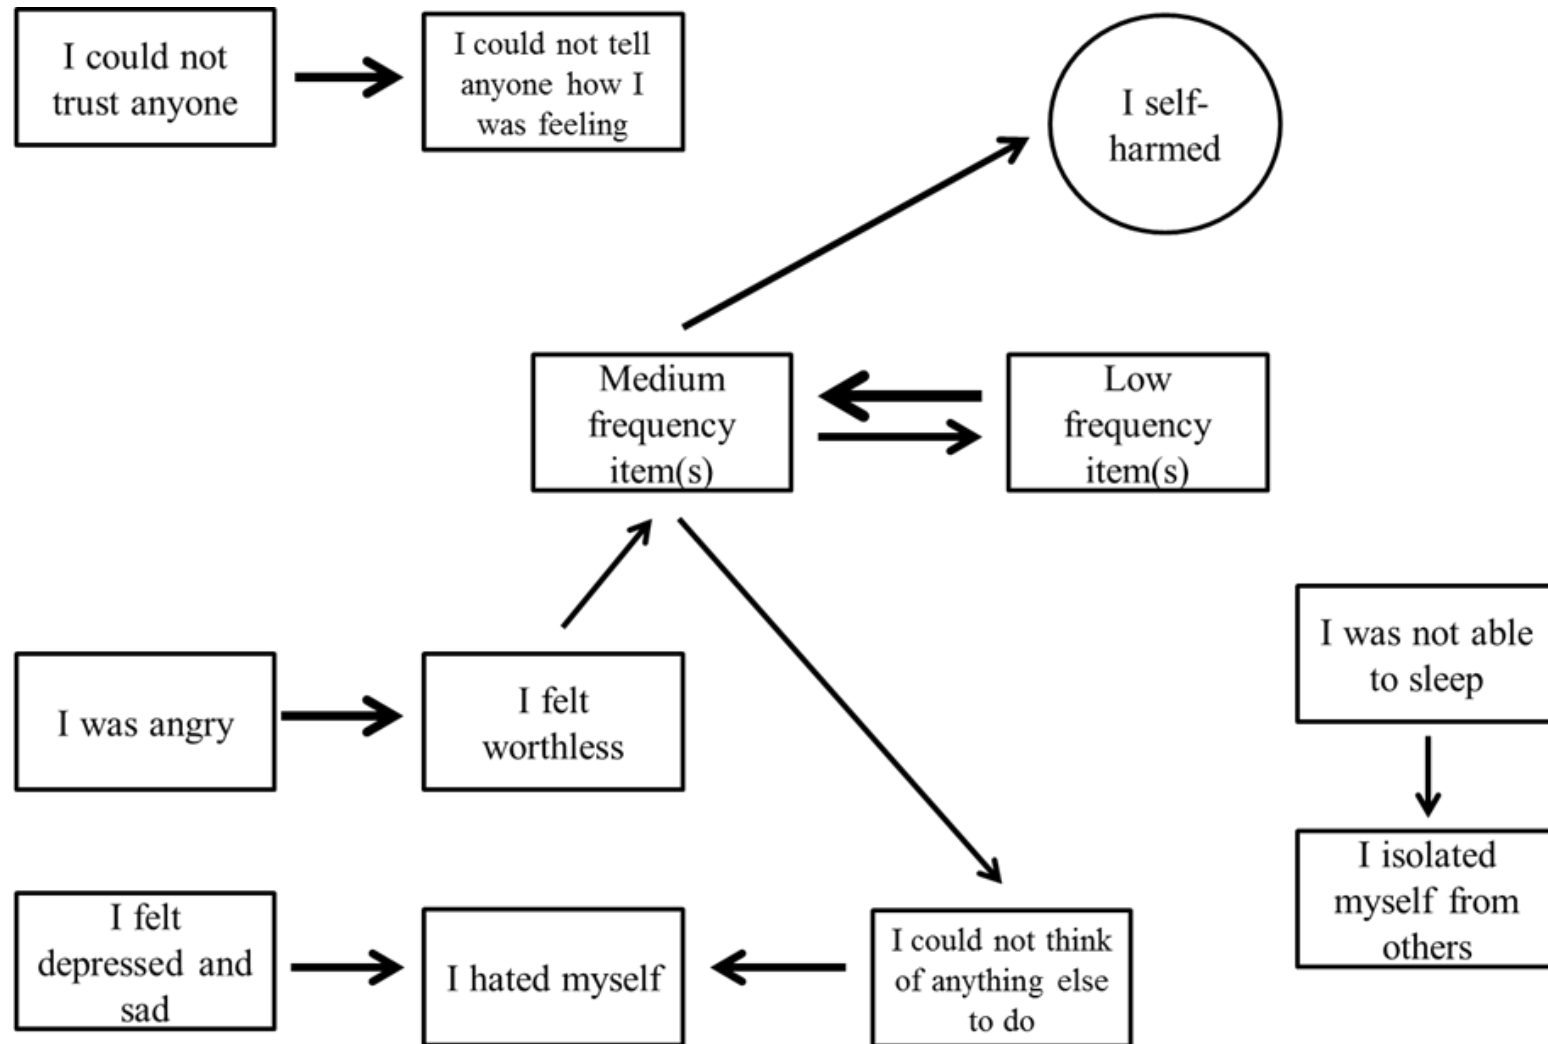 I could not
trust anyone
I could not tell
anyone how I
was feeling
I self-
harmed
Medium
frequency
item(s)
Low
frequency
item(s)
I was not able
to sleep
I was angry
I felt
worthless
I isolated
myself from
others
I felt
depressed and
sad
I hated myself
I could not think
of anything else
to do